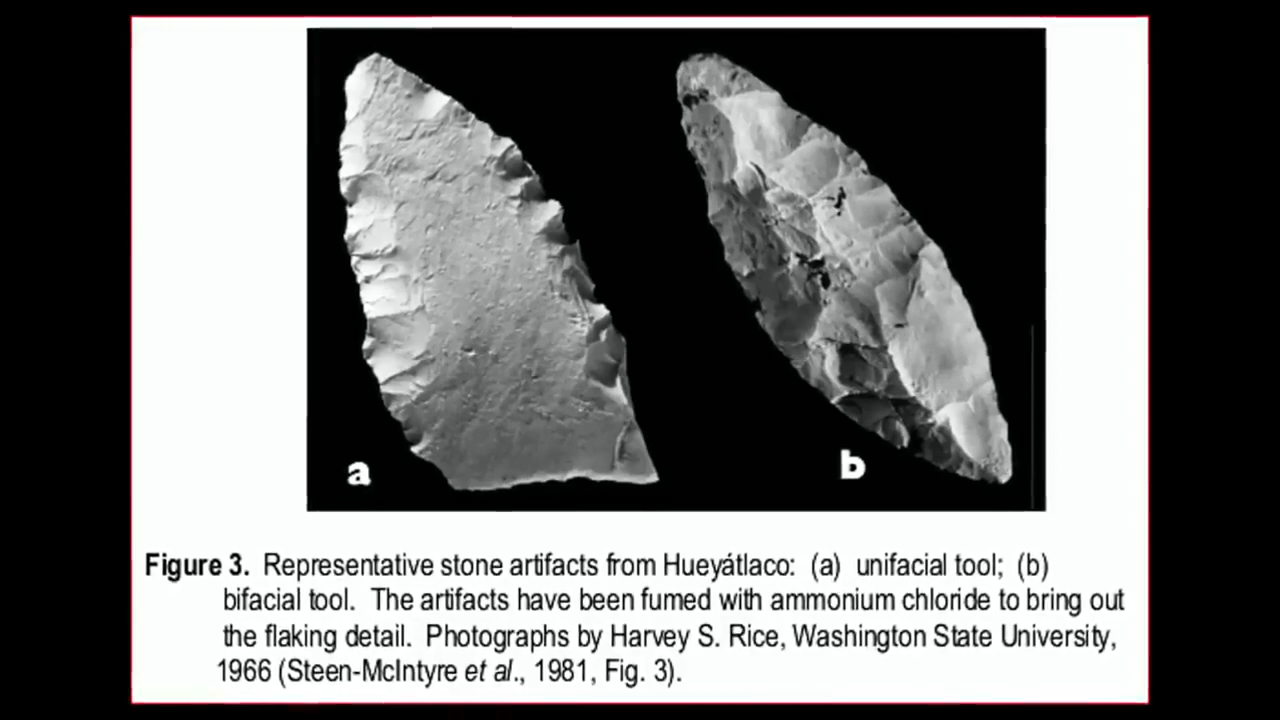 a
b
Figure 3. Representative stone artifacts from Hueyátlaco: (a) unifacial tool; (b)
bifacial tool. The artifacts have been fumed with ammonium chloride to bring out
the flaking detail. Photographs by Harvey S. Rice, Washington State University,
1966 (Steen-McIntyre et al., 1981, Fig. 3).